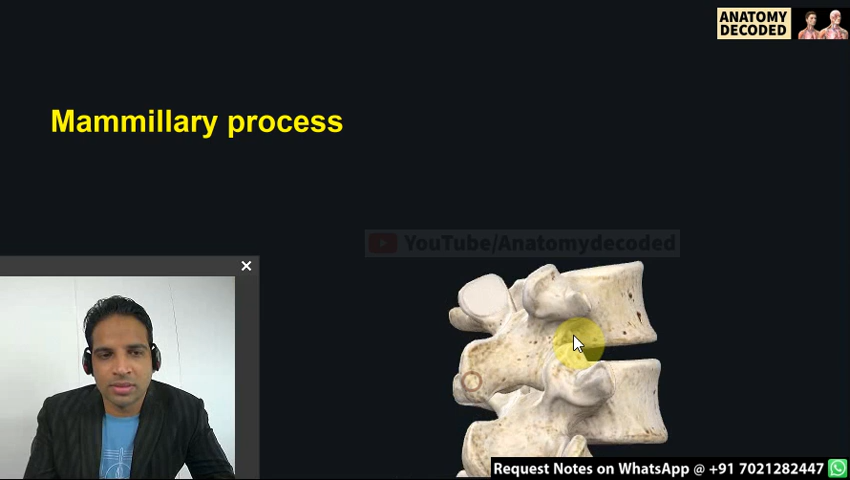 ANATOMY
DECODED
Mammillary process
YouTube/Anatomydecoded
Request Notes on WhatsApp @ +91 7021282447